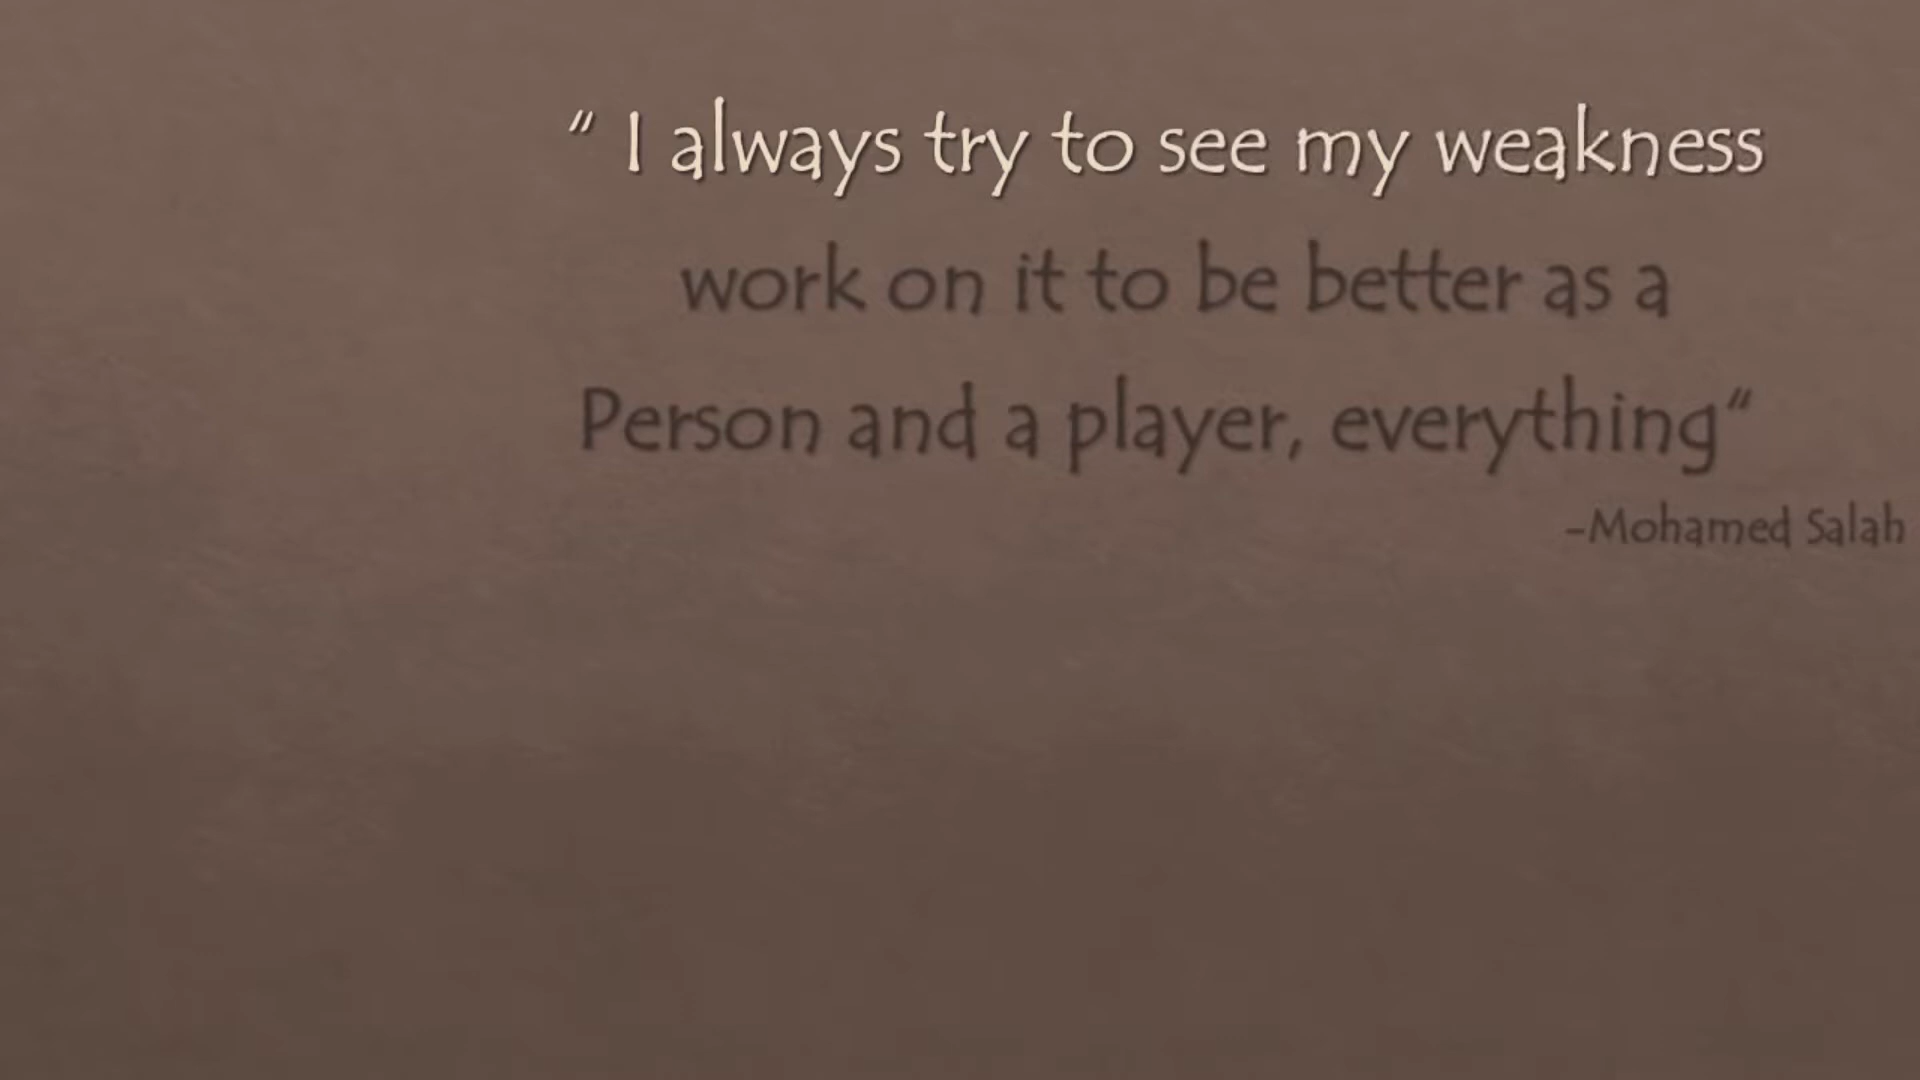 “ I always try to see my weakness
work on it to be better as a
Person and a player, everything“
-Mohamed Salah